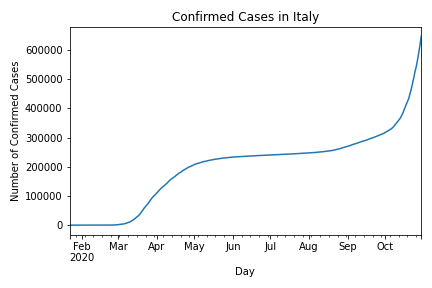 Confirmed Cases in Italy
Number of Confirmed Cases
600000
500000
400000
300000
200000
100000
0
Feb Mar Apr May Jun Jul Aug Sep Oct
2020
Day